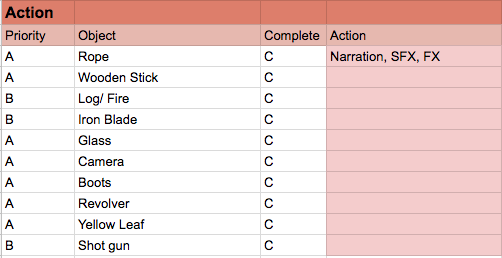 Action
Priority Object Complete Action
A Rope C Narration, SFX, FX
A Wooden Stick C
B Log/ Fire C
B Iron Blade C
A Glass C
A Camera C
A Boots C
A Revolver C
A Yellow Leaf C
B Shot gun C